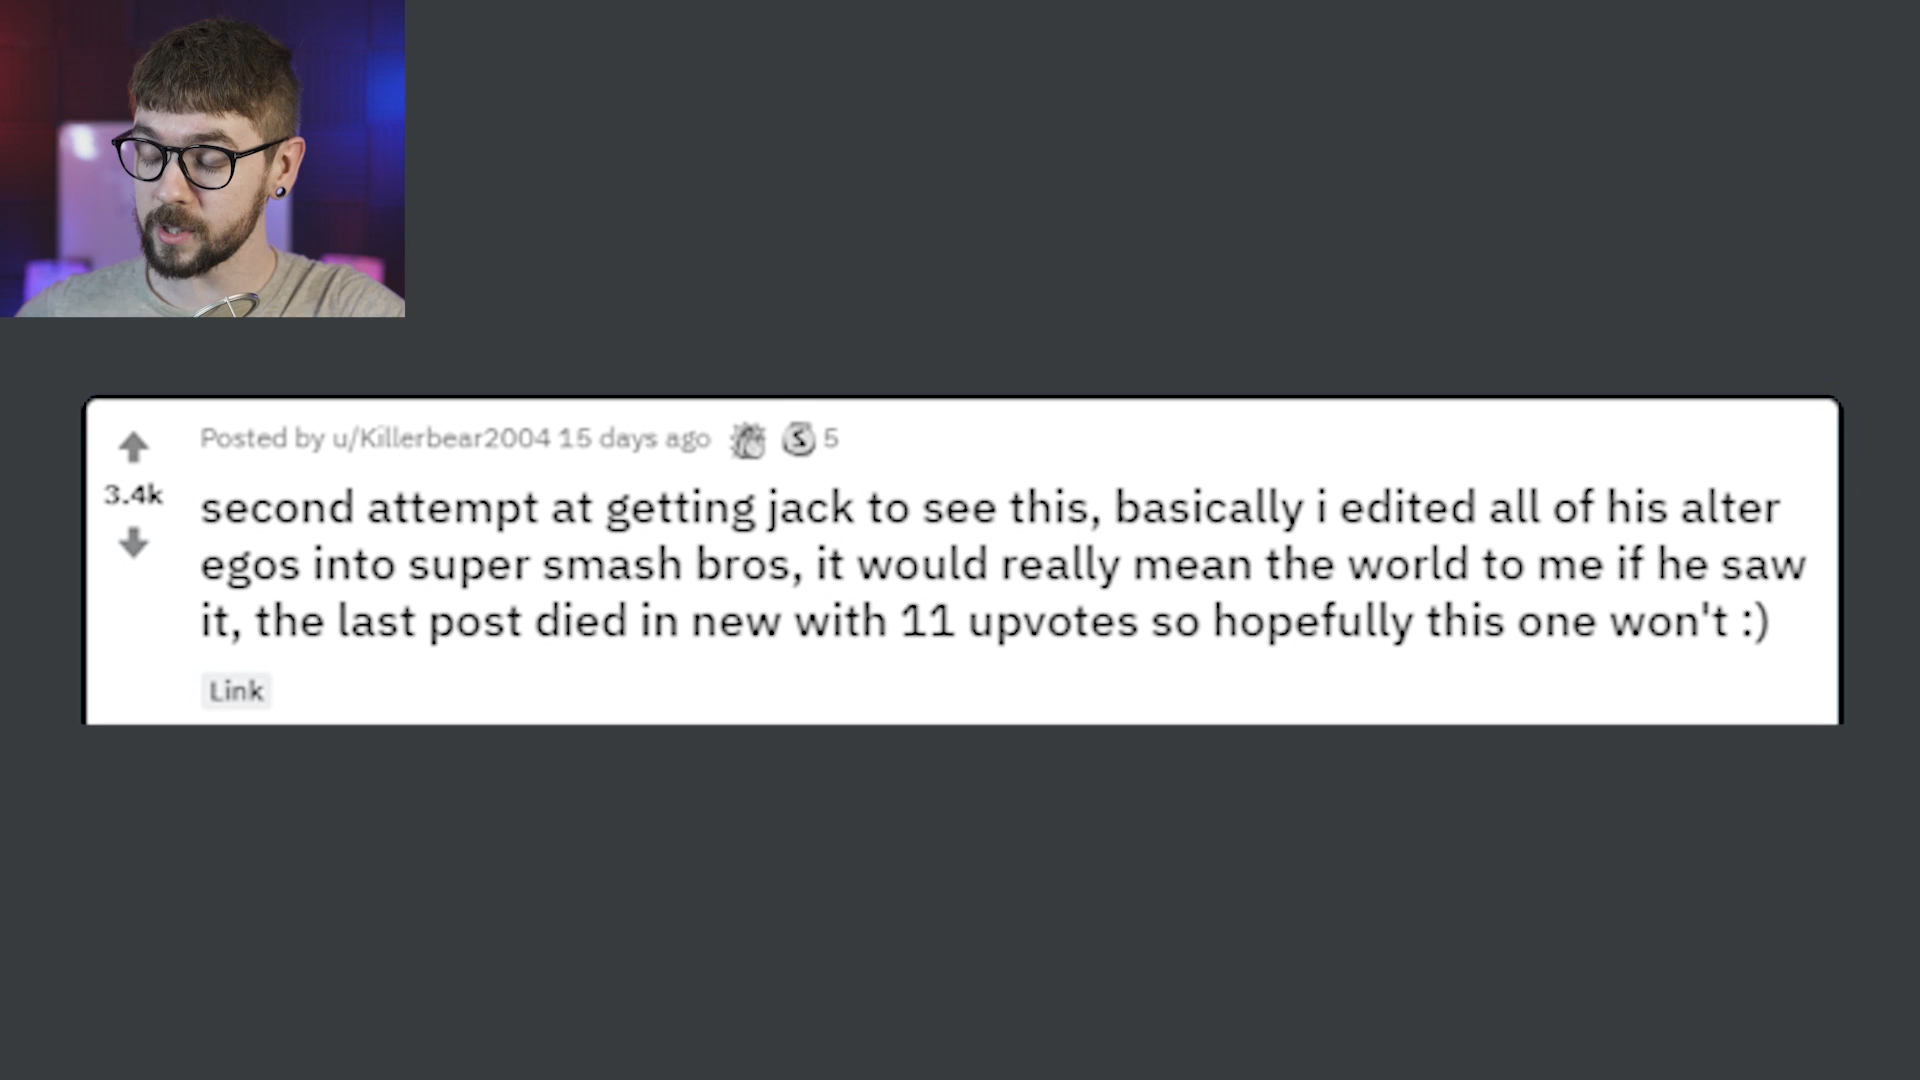 Posted by u/Killerbear2004 15 days ago 5
3.4k
second attempt at getting jack to see this, basically i edited all of his alter
egos into super smash bros, it would really mean the world to me if he saw
it, the last post died in new with 11 upvotes so hopefully this one won't :)
Link